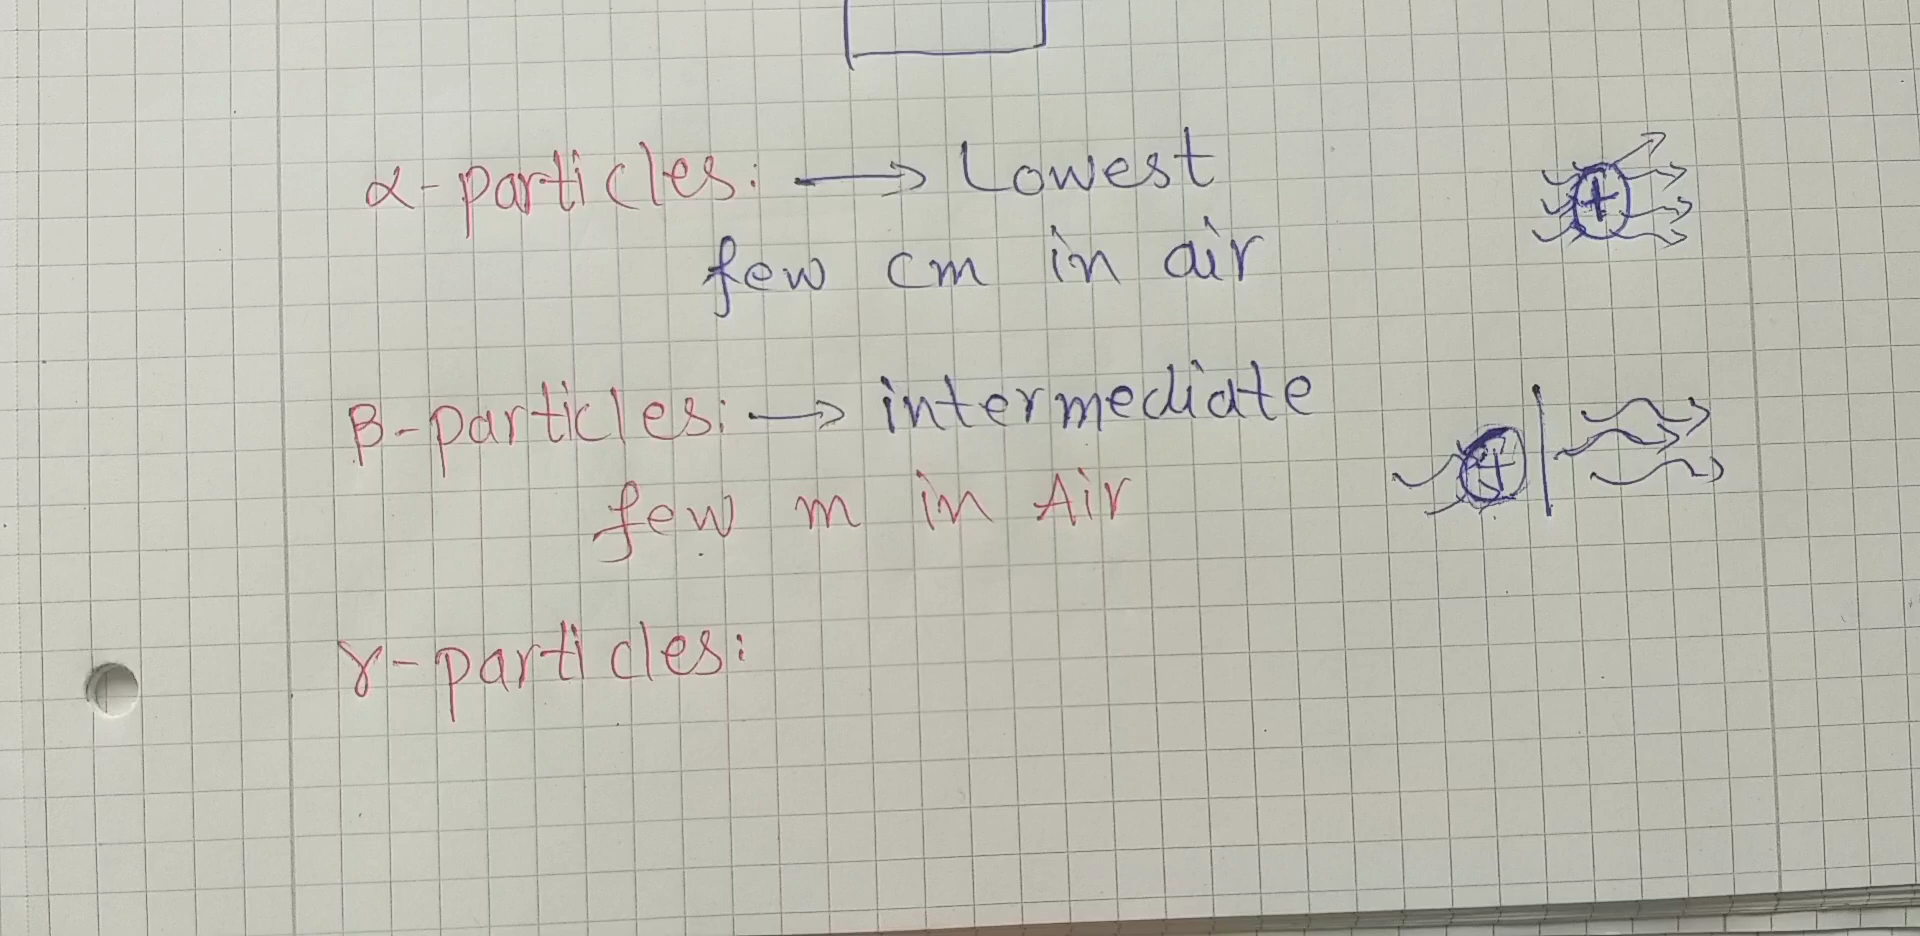 α-particles: → Lowest
few cm in air
β-particles: → intermediate
few m in Air
γ-particles:
+
+